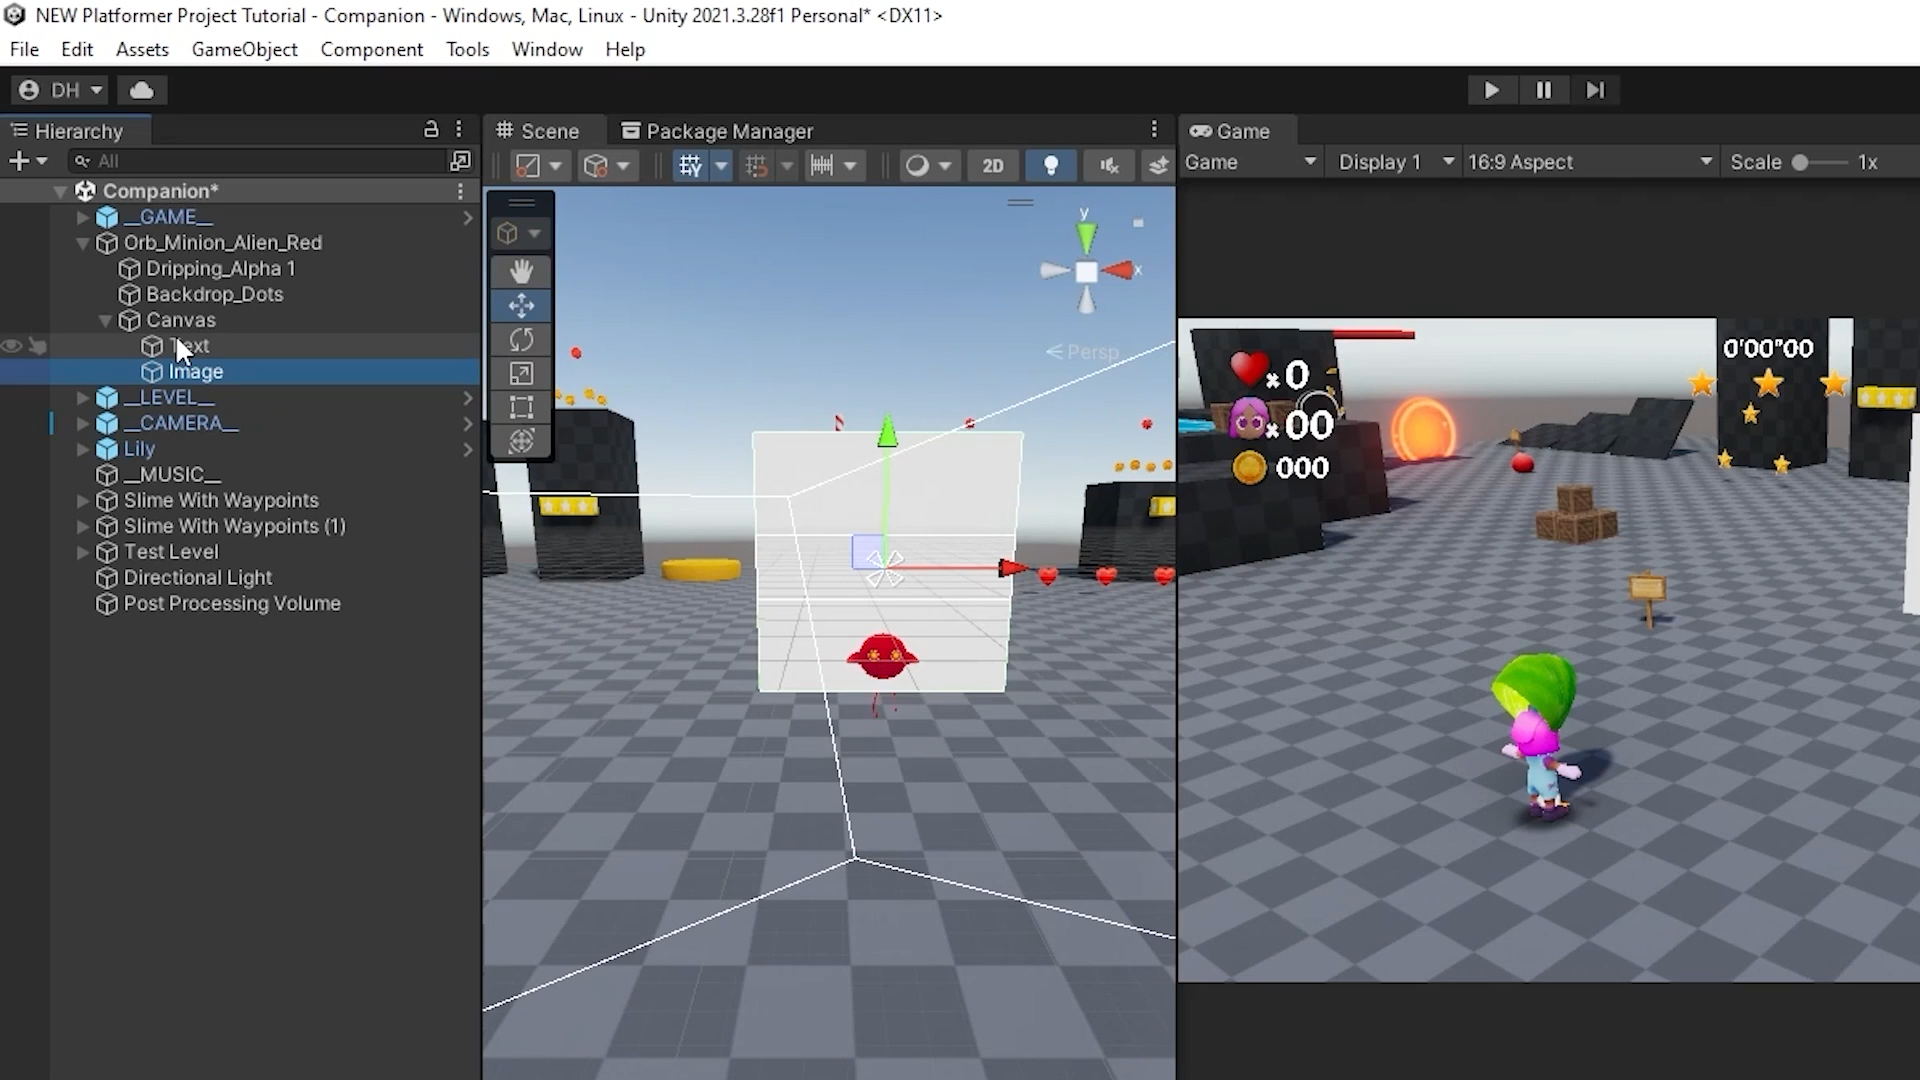 NEW Platformer Project Tutorial - Companion - Windows, Mac, Linux - Unity 2021.3.28f1 Personal* <DX11>
File Edit Assets GameObject Component Tools Window Help
DH
Hierarchy
Scene Package Manager
Game
All
2D
Game Display 1 16:9 Aspect Scale 1x
Companion*
__GAME__
Orb_Minion_Alien_Red
Dripping_Alpha 1
Backdrop_Dots
Canvas
Image
__LEVEL__
__CAMERA__
Lily
__MUSIC__
Slime With Waypoints
Slime With Waypoints (1)
Test Level
Directional Light
Post Processing Volume
y
x
Persp
0'00"00
×0
×00
000